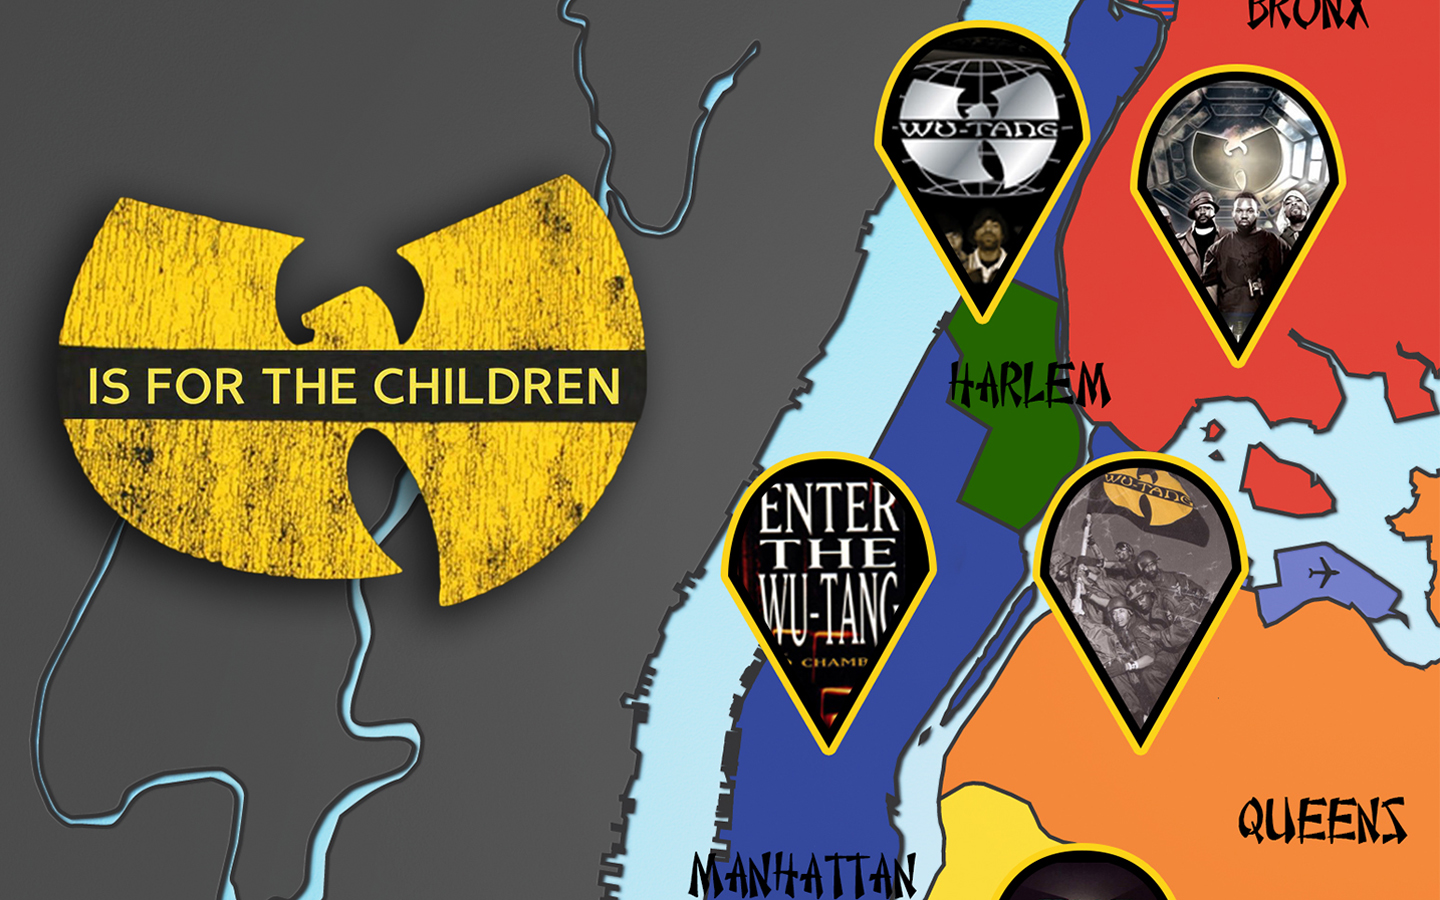 BRONX
WU-TANG
IS FOR THE CHILDREN
HARLEM
ENTER
THE
WU-TANG
CHAMB
WU-TANG
QUEENS
MANHATTAN